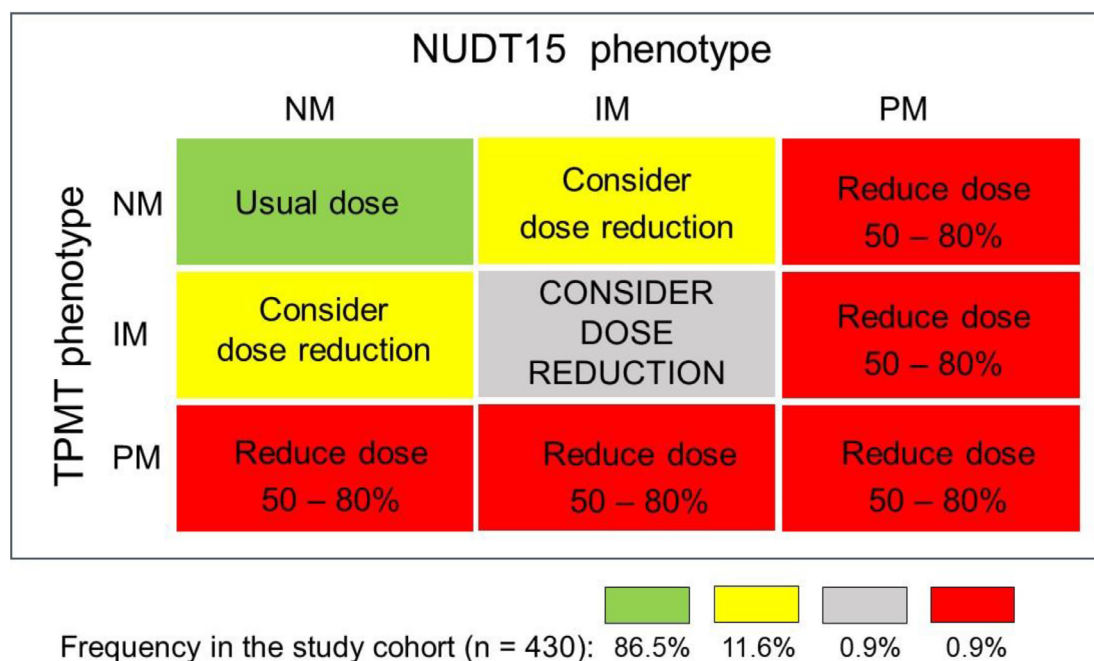 NUDT15 phenotype
NM IM PM
TPMT phenotype
NM
Usual dose
Consider
dose reduction
Reduce dose
50 – 80%
IM
Consider
dose reduction
CONSIDER
DOSE
REDUCTION
Reduce dose
50 – 80%
PM
Reduce dose
50 – 80%
Reduce dose
50 – 80%
Reduce dose
50 – 80%
Frequency in the study cohort (n = 430): 86.5% 11.6% 0.9% 0.9%